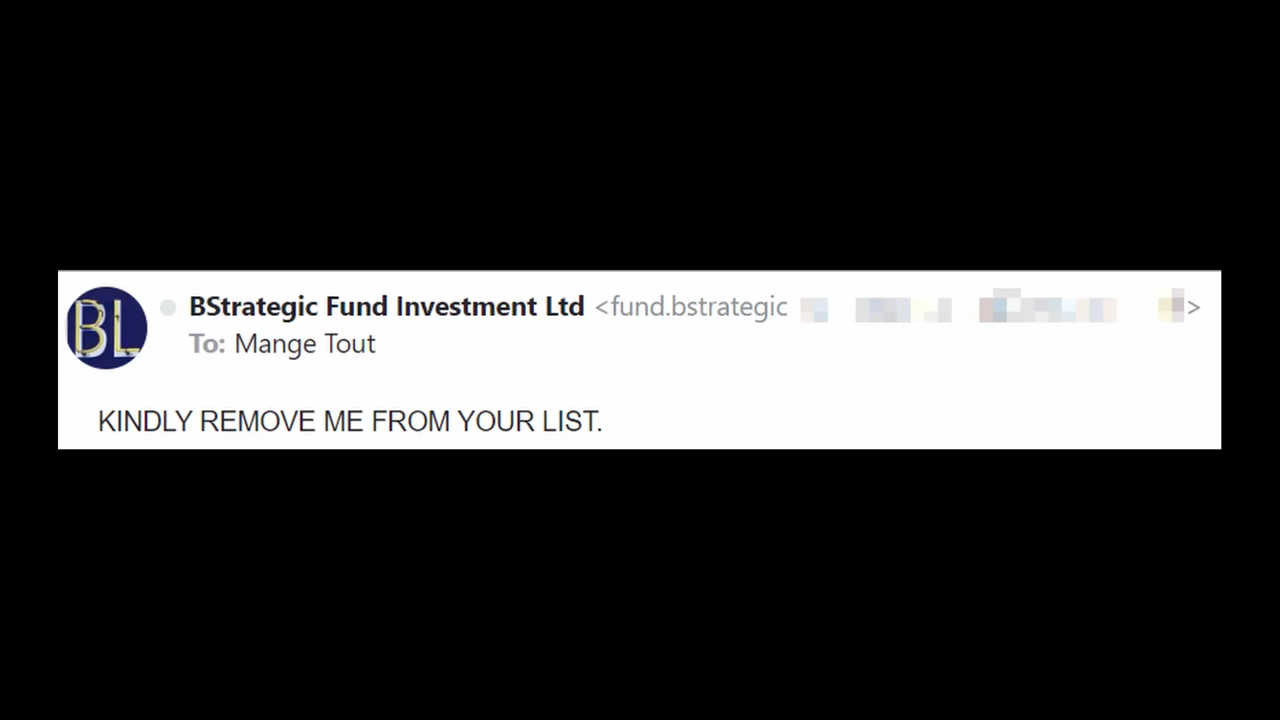 BL
BStrategic Fund Investment Ltd <fund.bstrategic >
To: Mange Tout
KINDLY REMOVE ME FROM YOUR LIST.